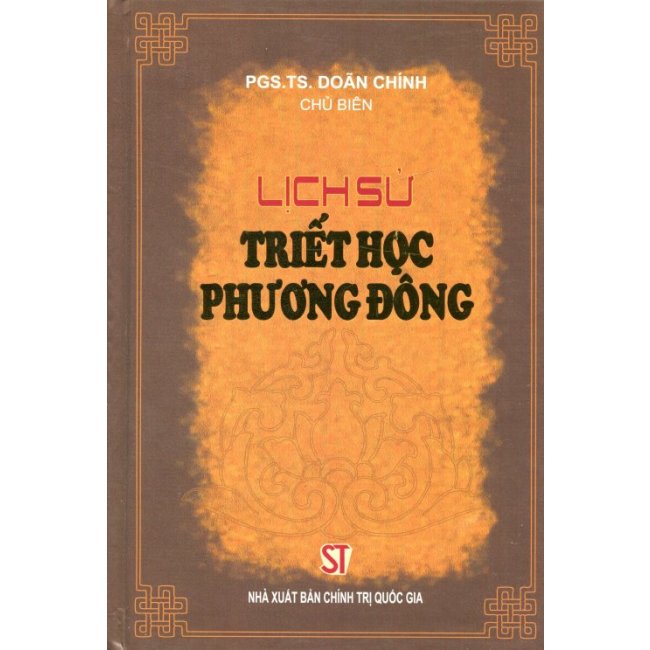 PGS.TS. DOÃN CHÍNH
CHỦ BIÊN
LỊCH SỬ
TRIẾT HỌC
PHƯƠNG ĐÔNG
ST
NHÀ XUẤT BẢN CHÍNH TRỊ QUỐC GIA